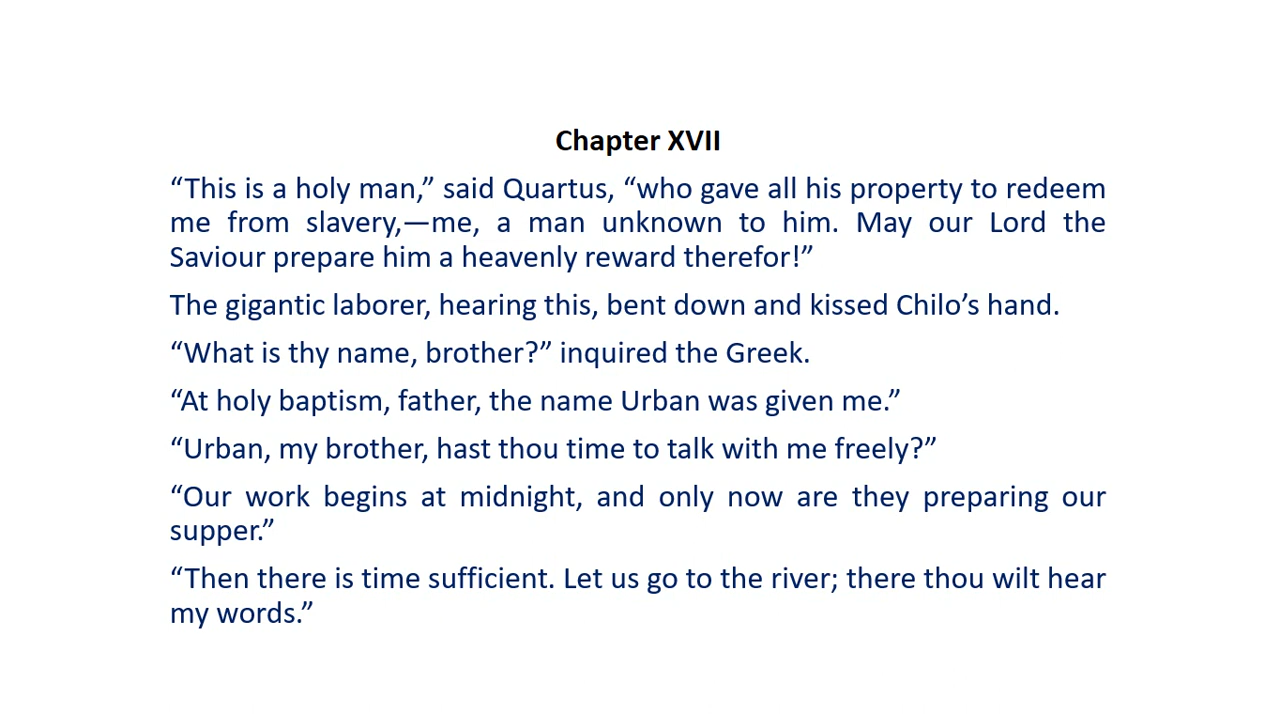 Chapter XVII
“This is a holy man,” said Quartus, “who gave all his property to redeem
me from slavery,—me, a man unknown to him. May our Lord the
Saviour prepare him a heavenly reward therefor!”
The gigantic laborer, hearing this, bent down and kissed Chilo’s hand.
“What is thy name, brother?” inquired the Greek.
“At holy baptism, father, the name Urban was given me.”
“Urban, my brother, hast thou time to talk with me freely?”
“Our work begins at midnight, and only now are they preparing our
supper.”
“Then there is time sufficient. Let us go to the river; there thou wilt hear
my words.”